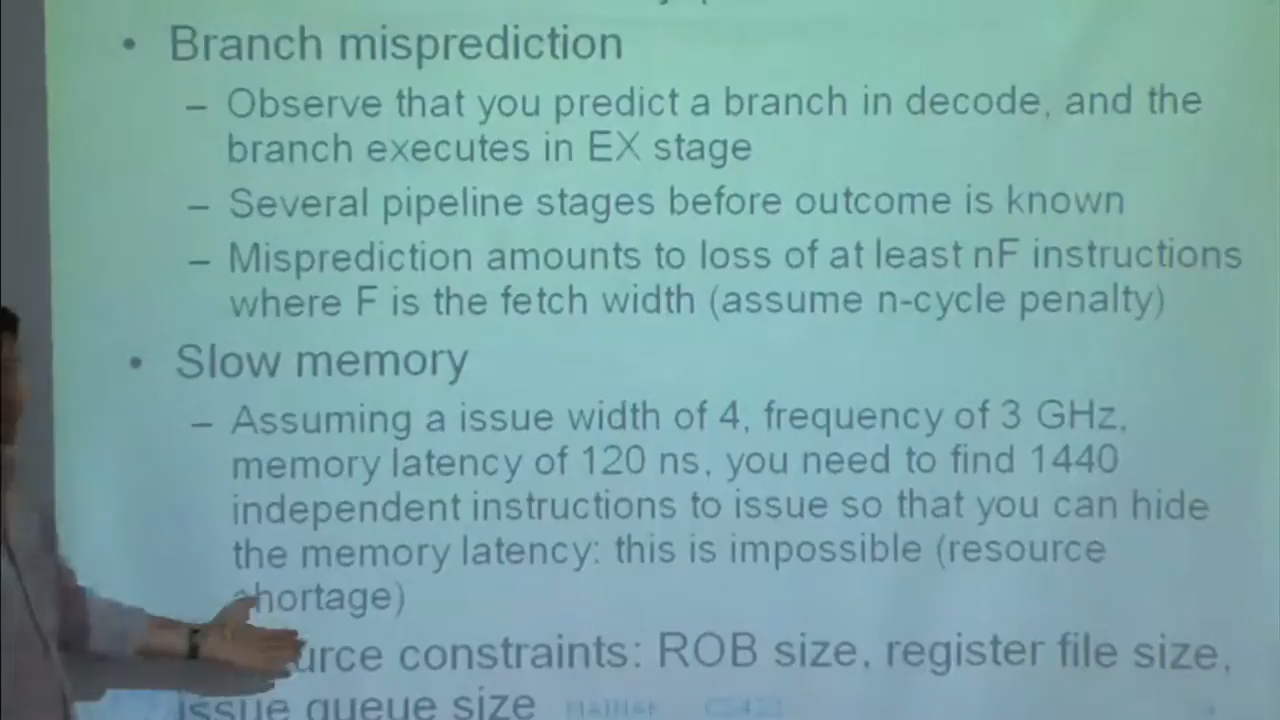 • Branch misprediction
– Observe that you predict a branch in decode, and the
branch executes in EX stage
– Several pipeline stages before outcome is known
– Misprediction amounts to loss of at least nF instructions
where F is the fetch width (assume n-cycle penalty)
• Slow memory
– Assuming a issue width of 4, frequency of 3 GHz,
memory latency of 120 ns, you need to find 1440
independent instructions to issue so that you can hide
the memory latency: this is impossible (resource
shortage)
constraints: ROB size, register file size,
issue queue size